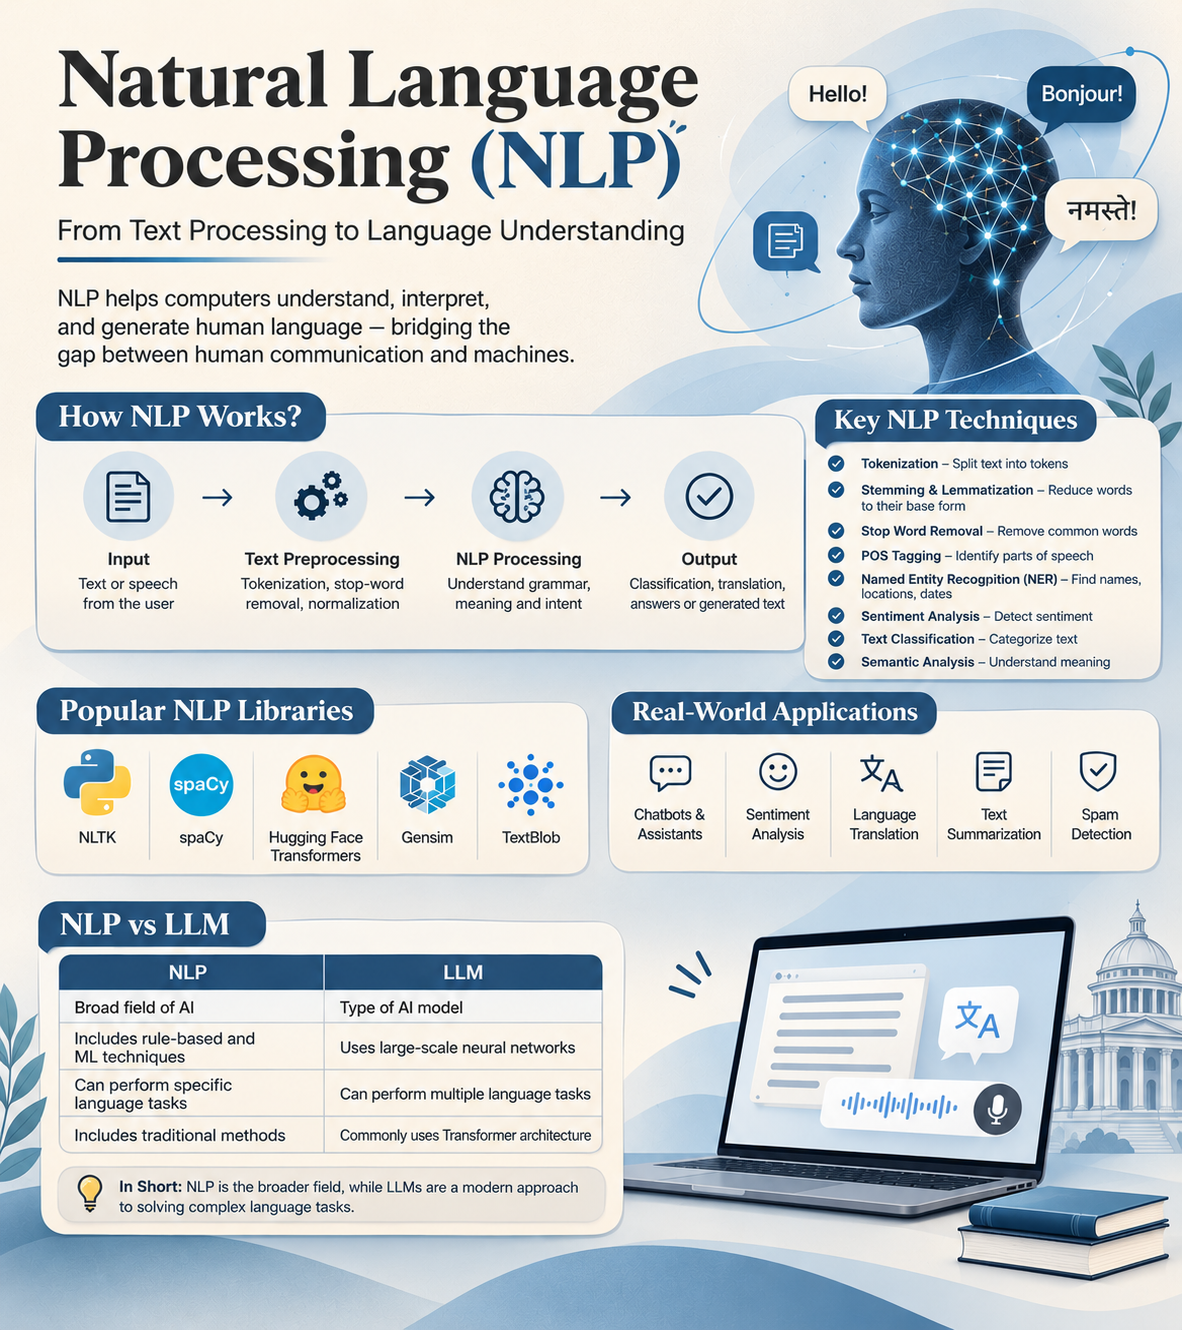 Natural Language
Processing (NLP)
From Text Processing to Language Understanding
NLP helps computers understand, interpret,
and generate human language — bridging the
gap between human communication and machines.
Hello!
Bonjour!
नमस्ते!
How NLP Works?
Input
Text or speech
from the user
Text Preprocessing
Tokenization, stop-word
removal, normalization
NLP Processing
Understand grammar,
meaning and intent
Output
Classification, translation,
answers or generated text
Key NLP Techniques
Tokenization – Split text into tokens
Stemming & Lemmatization – Reduce words
to their base form
Stop Word Removal – Remove common words
POS Tagging – Identify parts of speech
Named Entity Recogpition (NER) – Find names,
locations, dates
Sentiment Analysis – Detect sentiment
Text Classification – Categorize text
Semantic Analysis – Understand meaning
Popular NLP Libraries
NLTK
spaCy
spaCy
Hugging Face
Transformers
Gensim
TextBlob
Real-World Applications
Chatbots &
Assistants
Sentiment
Analysis
文A
Language
Translation
Text
Summarization
Spam
Detection
NLP vs LLM
NLP
LLM
Broad field of AI
Type of AI model
Includes rule-based and
ML techniques
Uses large-scale neural networks
Can perform specific
language tasks
Can perform multiple language tasks
Includes traditional methods
Commonly uses Transformer architecture
In Short: NLP is the broader field, while LLMs are a modern approach
to solving complex language tasks.
文A